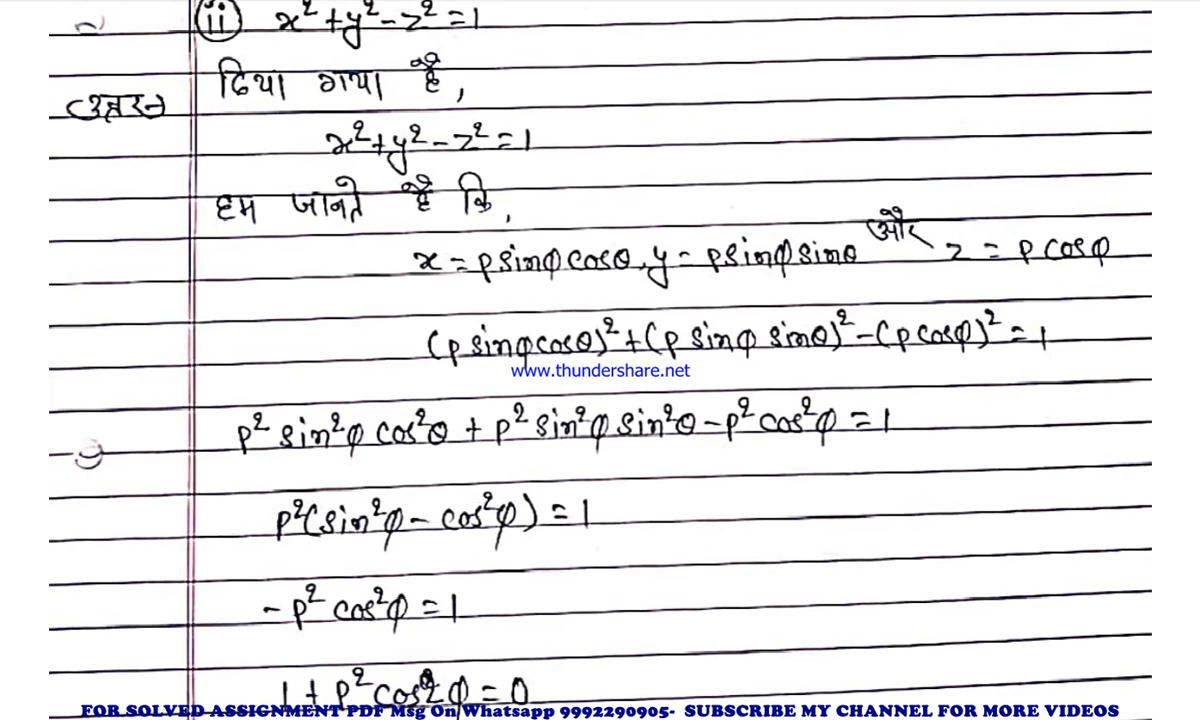 (ii) x² + y² - z² = 1
दिया गया है,
उत्तर→
x² + y² - z² = 1
हम जानते है कि,
x = ρ sinφ cosθ, y = ρ sinφ sinθ और z = ρ cosφ
(ρ sinφ cosθ)² + (ρ sinφ sinθ)² - (ρ cosφ)² = 1
www.thundershare.net
ρ² sin²φ cos²θ + ρ² sin²φ sin²θ - ρ² cos²φ = 1
ρ² (sin²φ - cos²φ) = 1
- ρ² cos²φ = 1
1 + ρ² cos2φ = 0
FOR SOLVED ASSIGNMENT PDF Msg On Whatsapp 9992290905- SUBSCRIBE MY CHANNEL FOR MORE VIDEOS